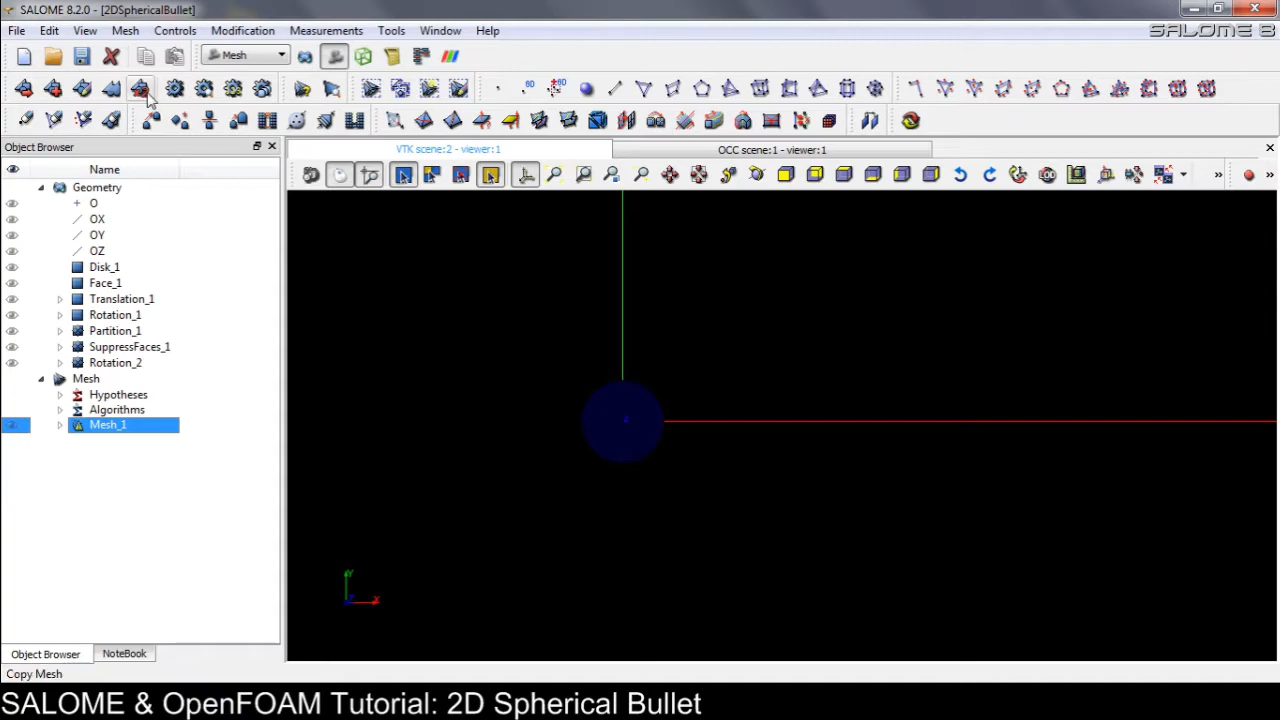 SALOME 8.2.0 - [2DSphericalBullet]
File Edit View Mesh Controls Modification Measurements Tools Window Help
SALOME 8
Mesh
Object Browser
VTK scene:2 - viewer:1
OCC scene:1 - viewer:1
Name
Geometry
O
OX
OY
OZ
Disk_1
Face_1
Translation_1
Rotation_1
Partition_1
SuppressFaces_1
Rotation_2
Mesh
Hypotheses
Algorithms
Mesh_1
Z
Y
X
Object Browser
NoteBook
Copy Mesh
SALOME & OpenFOAM Tutorial: 2D Spherical Bullet